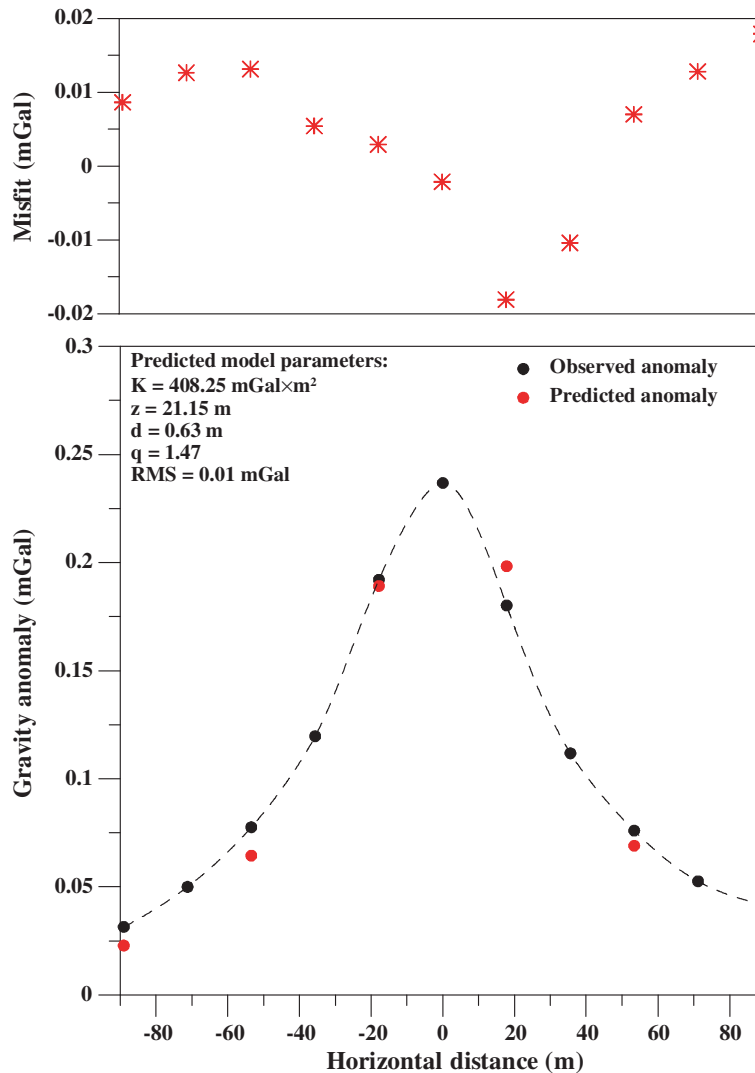 0.02
0.01
0
-0.01
-0.02
Misfit (mGal)
0.3
0.25
0.2
0.15
0.1
0.05
0
Gravity anomaly (mGal)
Predicted model parameters:
K = 408.25 mGal×m²
z = 21.15 m
d = 0.63 m
q = 1.47
RMS = 0.01 mGal
Observed anomaly
Predicted anomaly
-80 -60 -40 -20 0 20 40 60 80
Horizontal distance (m)